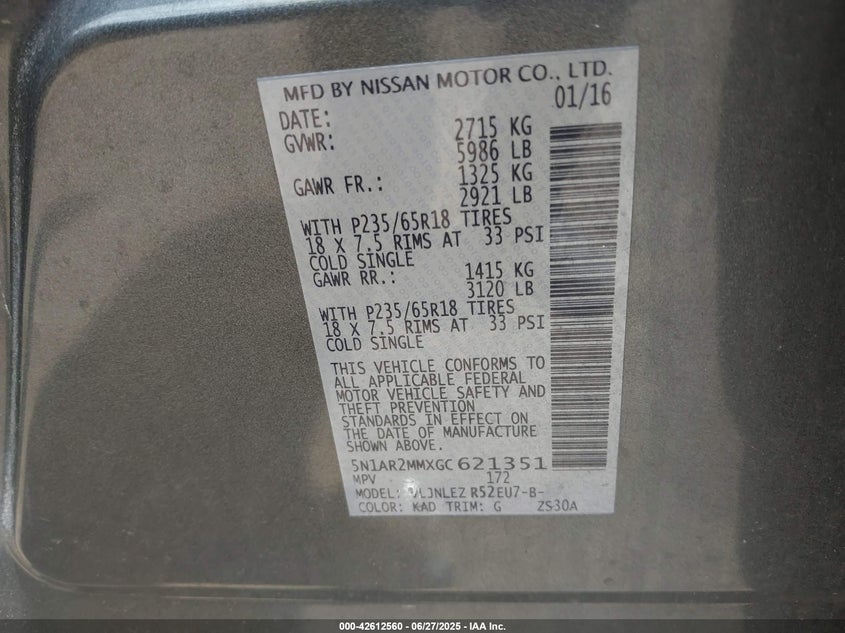 MFD BY NISSAN MOTOR CO., LTD.
DATE: 01/16
GVWR: 2715 KG
5986 LB
GAWR FR.: 1325 KG
2921 LB
WITH P235/65R18 TIRES
18 X 7.5 RIMS AT 33 PSI
COLD SINGLE
GAWR RR.: 1415 KG
3120 LB
WITH P235/65R18 TIRES
18 X 7.5 RIMS AT 33 PSI
COLD SINGLE
THIS VEHICLE CONFORMS TO
ALL APPLICABLE FEDERAL
MOTOR VEHICLE SAFETY AND
THEFT PREVENTION
STANDARDS IN EFFECT ON
THE DATE OF MANUFACTURE
SHOWN ABOVE.
5N1AR2MMXGC621351
MPV 172
MODEL: R52EU7-B-
COLOR: KAD TRIM: G ZS30A
000-42612560 — 06/27/2025 — IAA Inc.